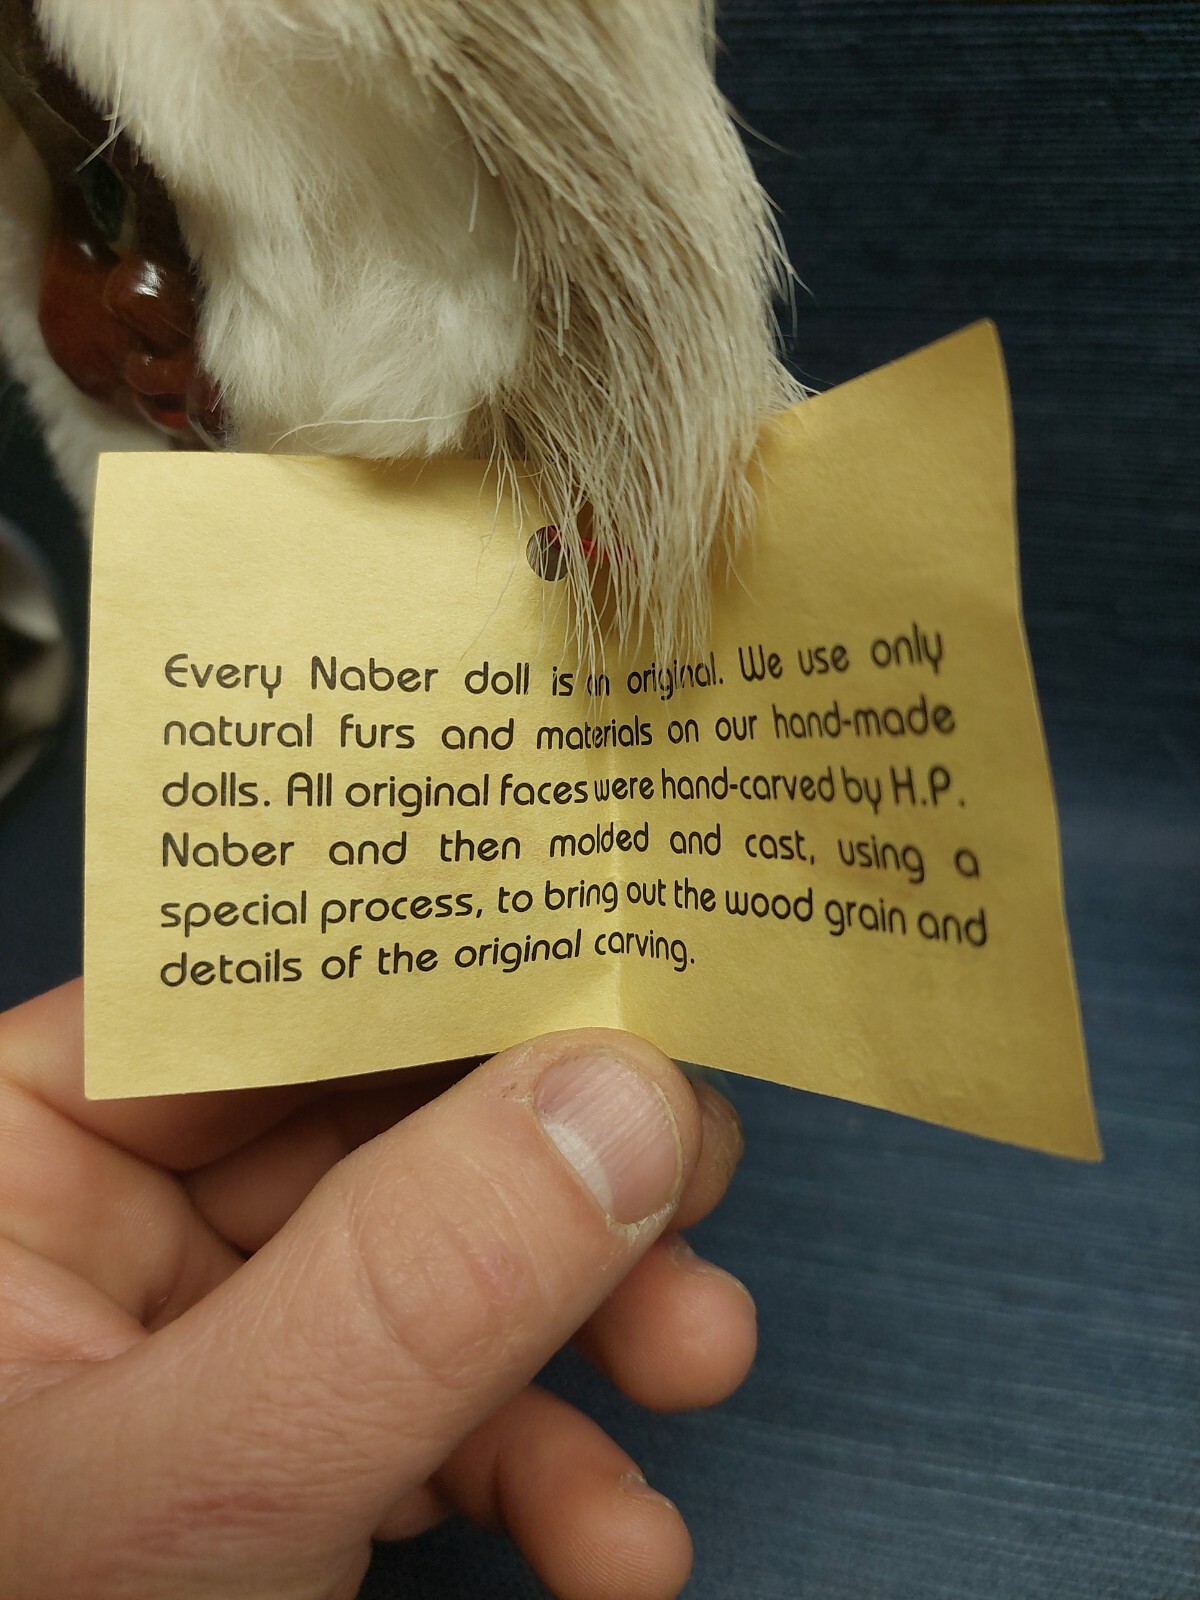 Every Naber doll is an original. We use only
natural furs and materials on our hand-made
dolls. All original faces were hand-carved by H.P.
Naber and then molded and cast, using a
special process, to bring out the wood grain and
details of the original carving.